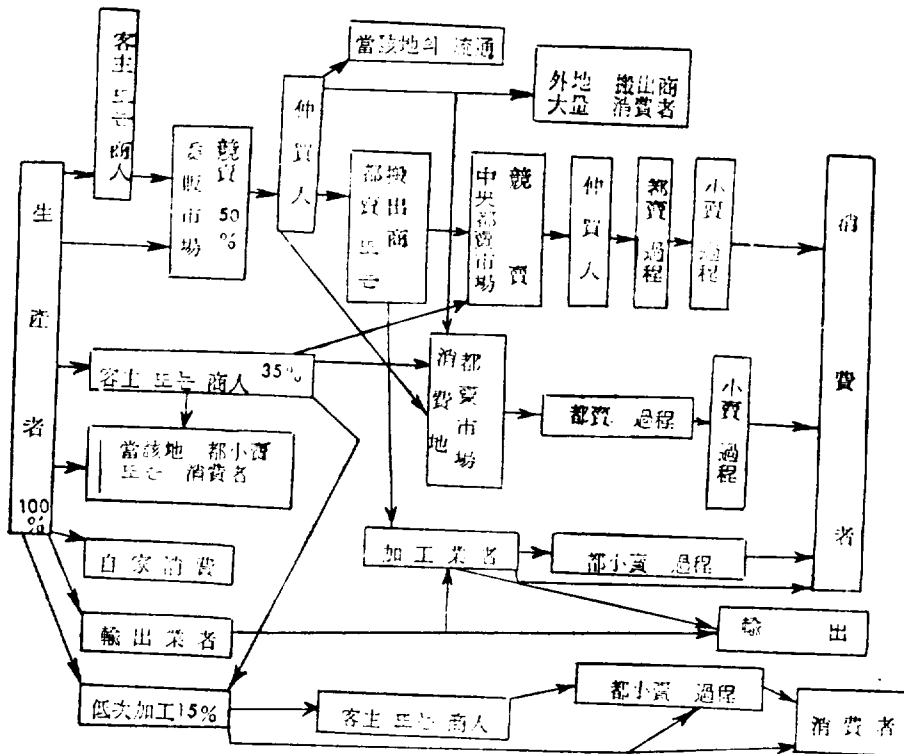 客主 또는 商人
委販市場
競賣 50%
仲買人
當該地의 流通
外地 搬出商
大量 消費者
搬出商
都賣 또는
中央都賣市場
競賣
仲買人
都賣 過程
小賣 過程
消費者
生產者 100%
客主 또는 商人 35%
當該地 都小賣
또는 消費者
消費地
都賣市場
都賣 過程
小賣 過程
自家消費
加工業者
都小賣 過程
輸出業者
輸出
低次加工 15%
客主 또는 商人
都小賣 過程
消費者